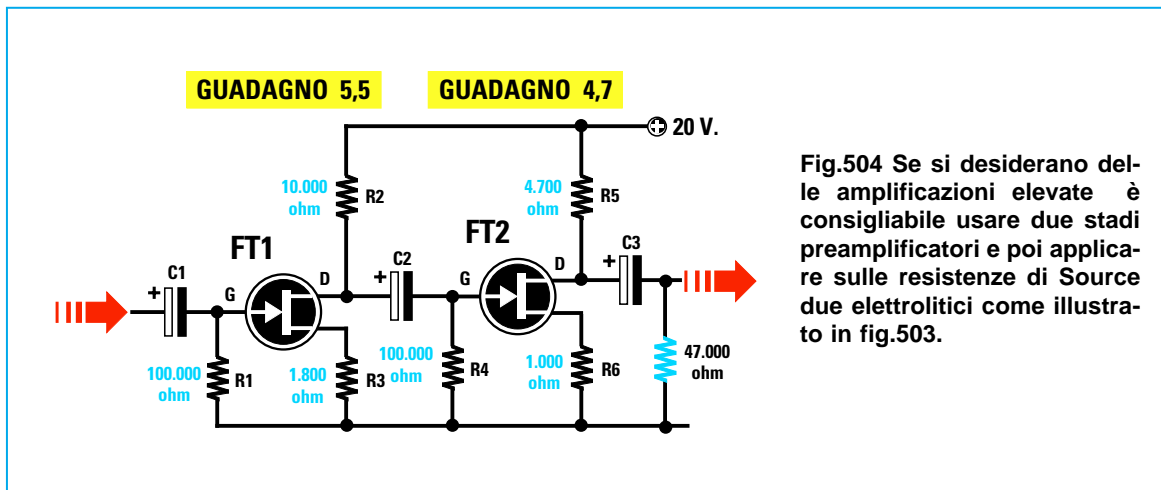 GUADAGNO 5,5
GUADAGNO 4,7
20 V.
10.000
ohm
R2
4.700
ohm
R5
FT1
FT2
C1
C2
C3
+
+
+
G
D
G
D
100.000
ohm
R1
1.800
ohm
R3
100.000
ohm
R4
1.000
ohm
R6
47.000
ohm
Fig.504 Se si desiderano del-
le amplificazioni elevate è
consigliabile usare due stadi
preamplificatori e poi applica-
re sulle resistenze di Source
due elettrolitici come illustra-
to in fig.503.